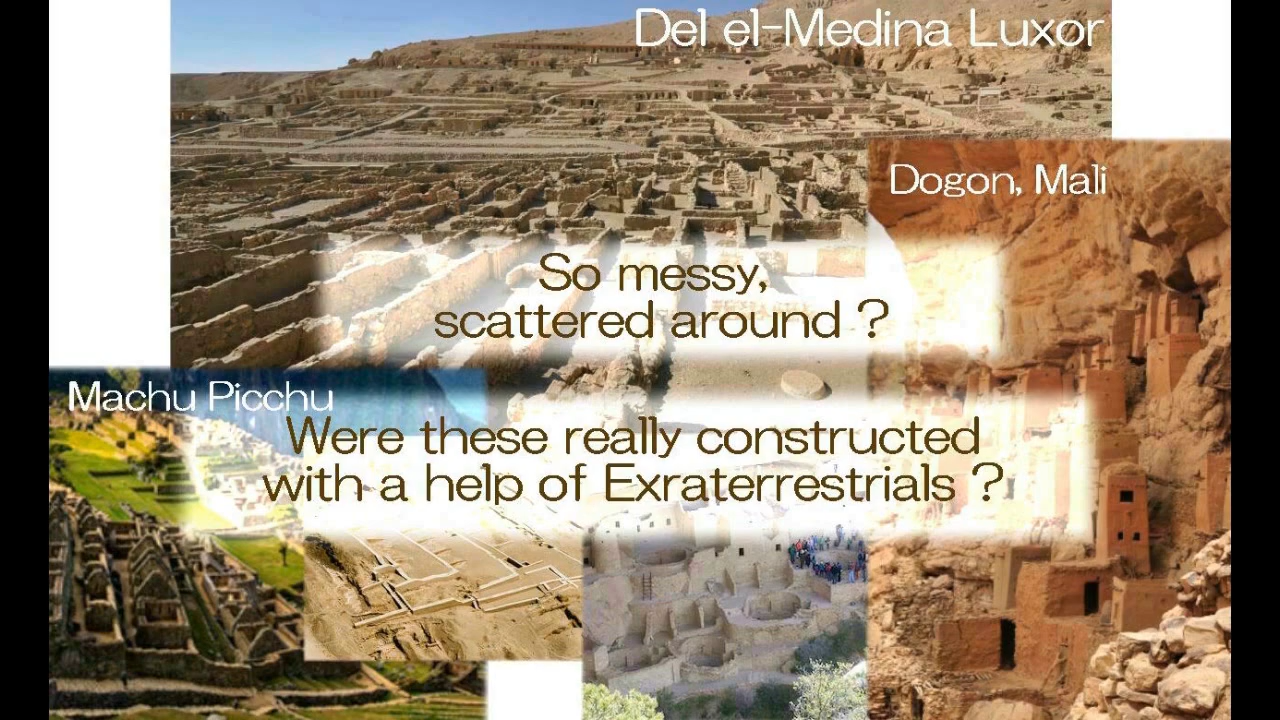 Del el-Medina Luxor
Dogon, Mali
So messy,
scattered around ?
Machu Picchu
Were these really constructed
with a help of Exraterrestrials ?